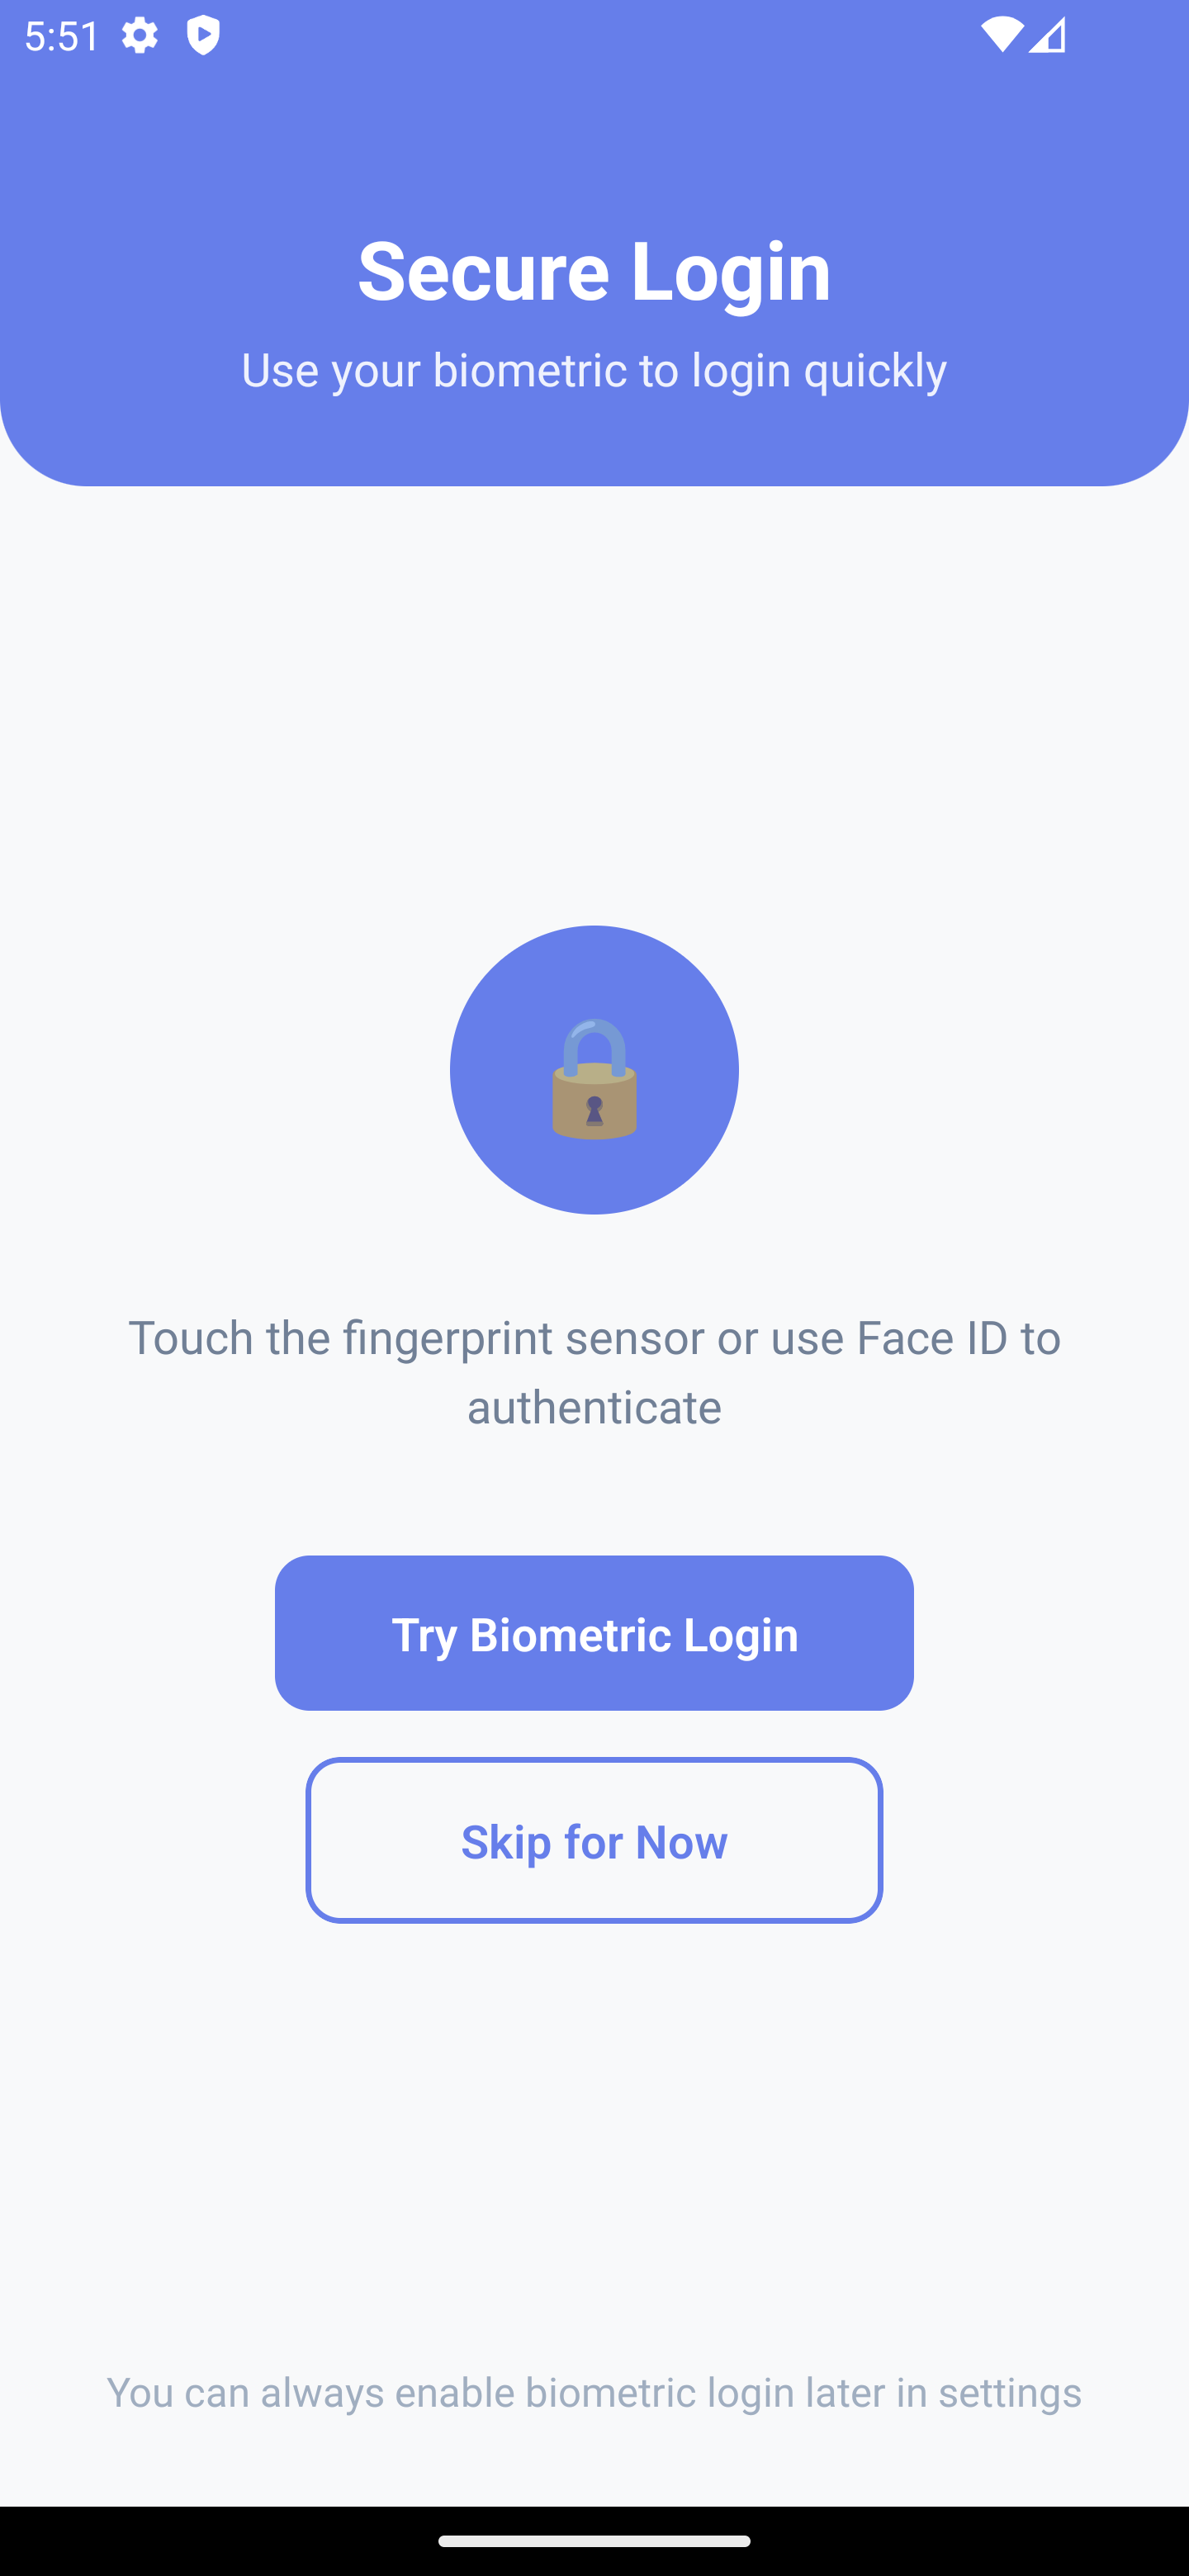 5:51
Secure Login
Use your biometric to login quickly
Touch the fingerprint sensor or use Face ID to
authenticate
Try Biometric Login
Skip for Now
You can always enable biometric login later in settings